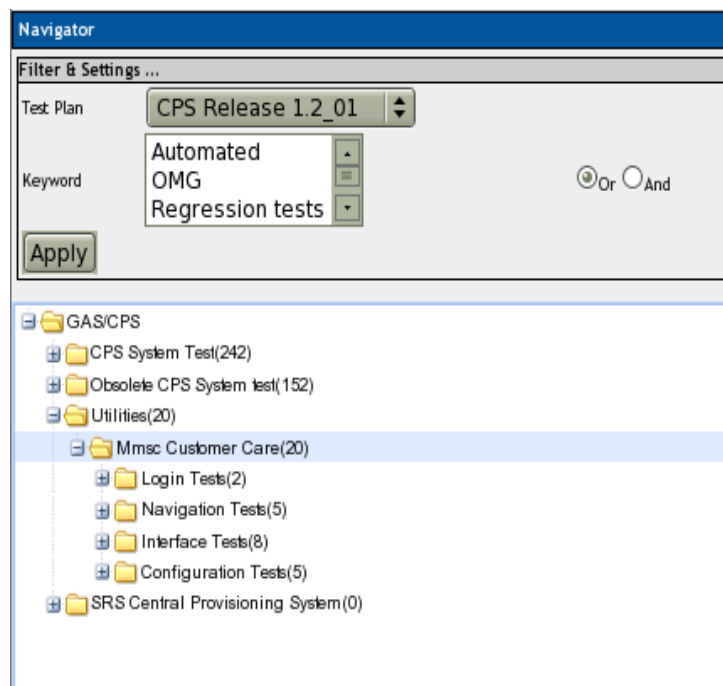 Navigator
Filter & Settings ...
Test Plan CPS Release 1.2_01
Automated
Keyword OMG Or And
Regression tests
Apply
GAS/CPS
CPS System Test(242)
Obsolete CPS System test(152)
Utilities(20)
Mmsc Customer Care(20)
Login Tests(2)
Navigation Tests(5)
Interface Tests(8)
Configuration Tests(5)
SRS Central Provisioning System(0)